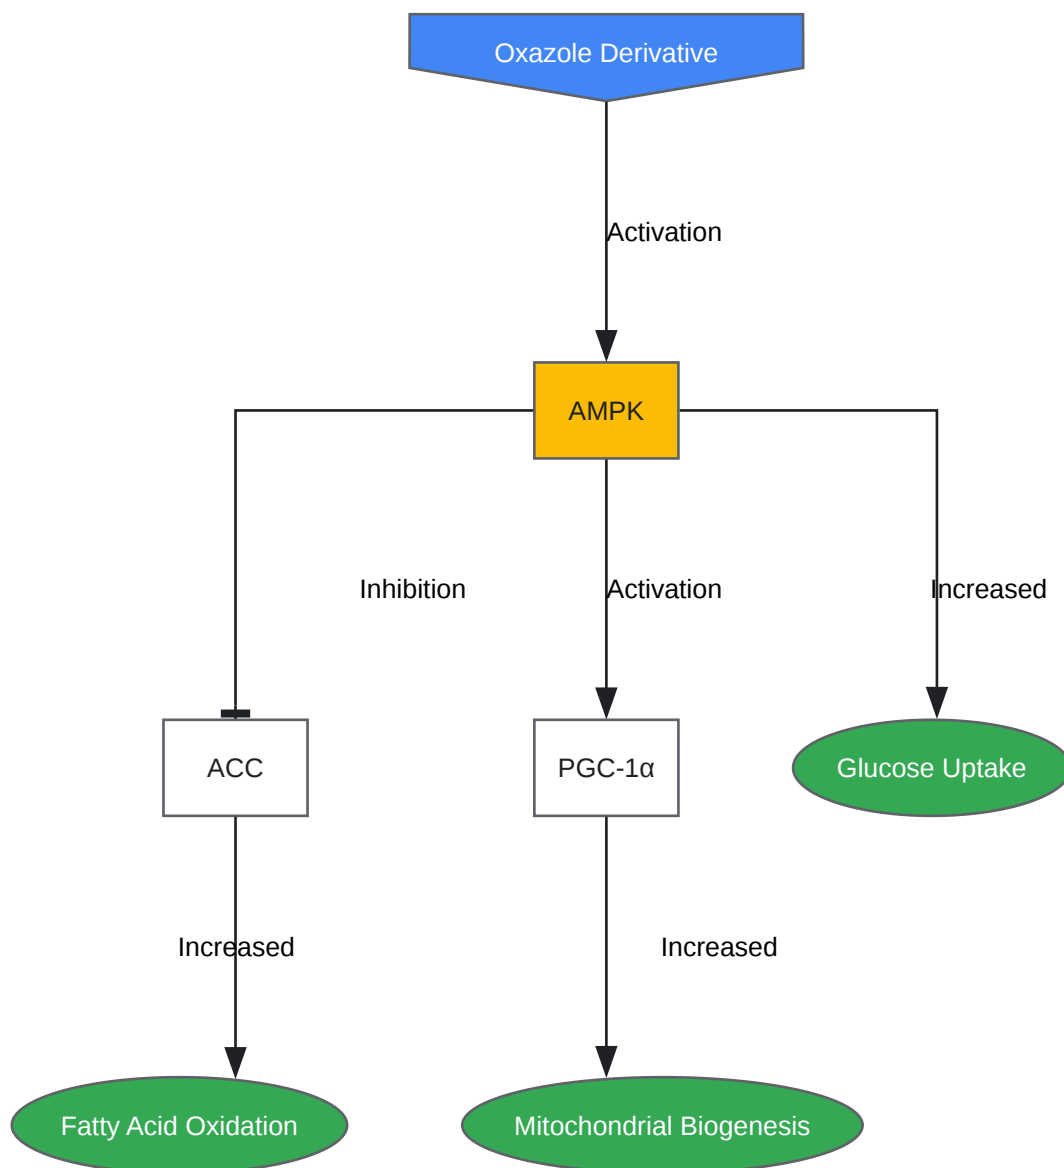 Oxazole Derivative
Activation
AMPK
Inhibition
Activation
Increased
ACC
PGC-1α
Glucose Uptake
Increased
Increased
Fatty Acid Oxidation
Mitochondrial Biogenesis